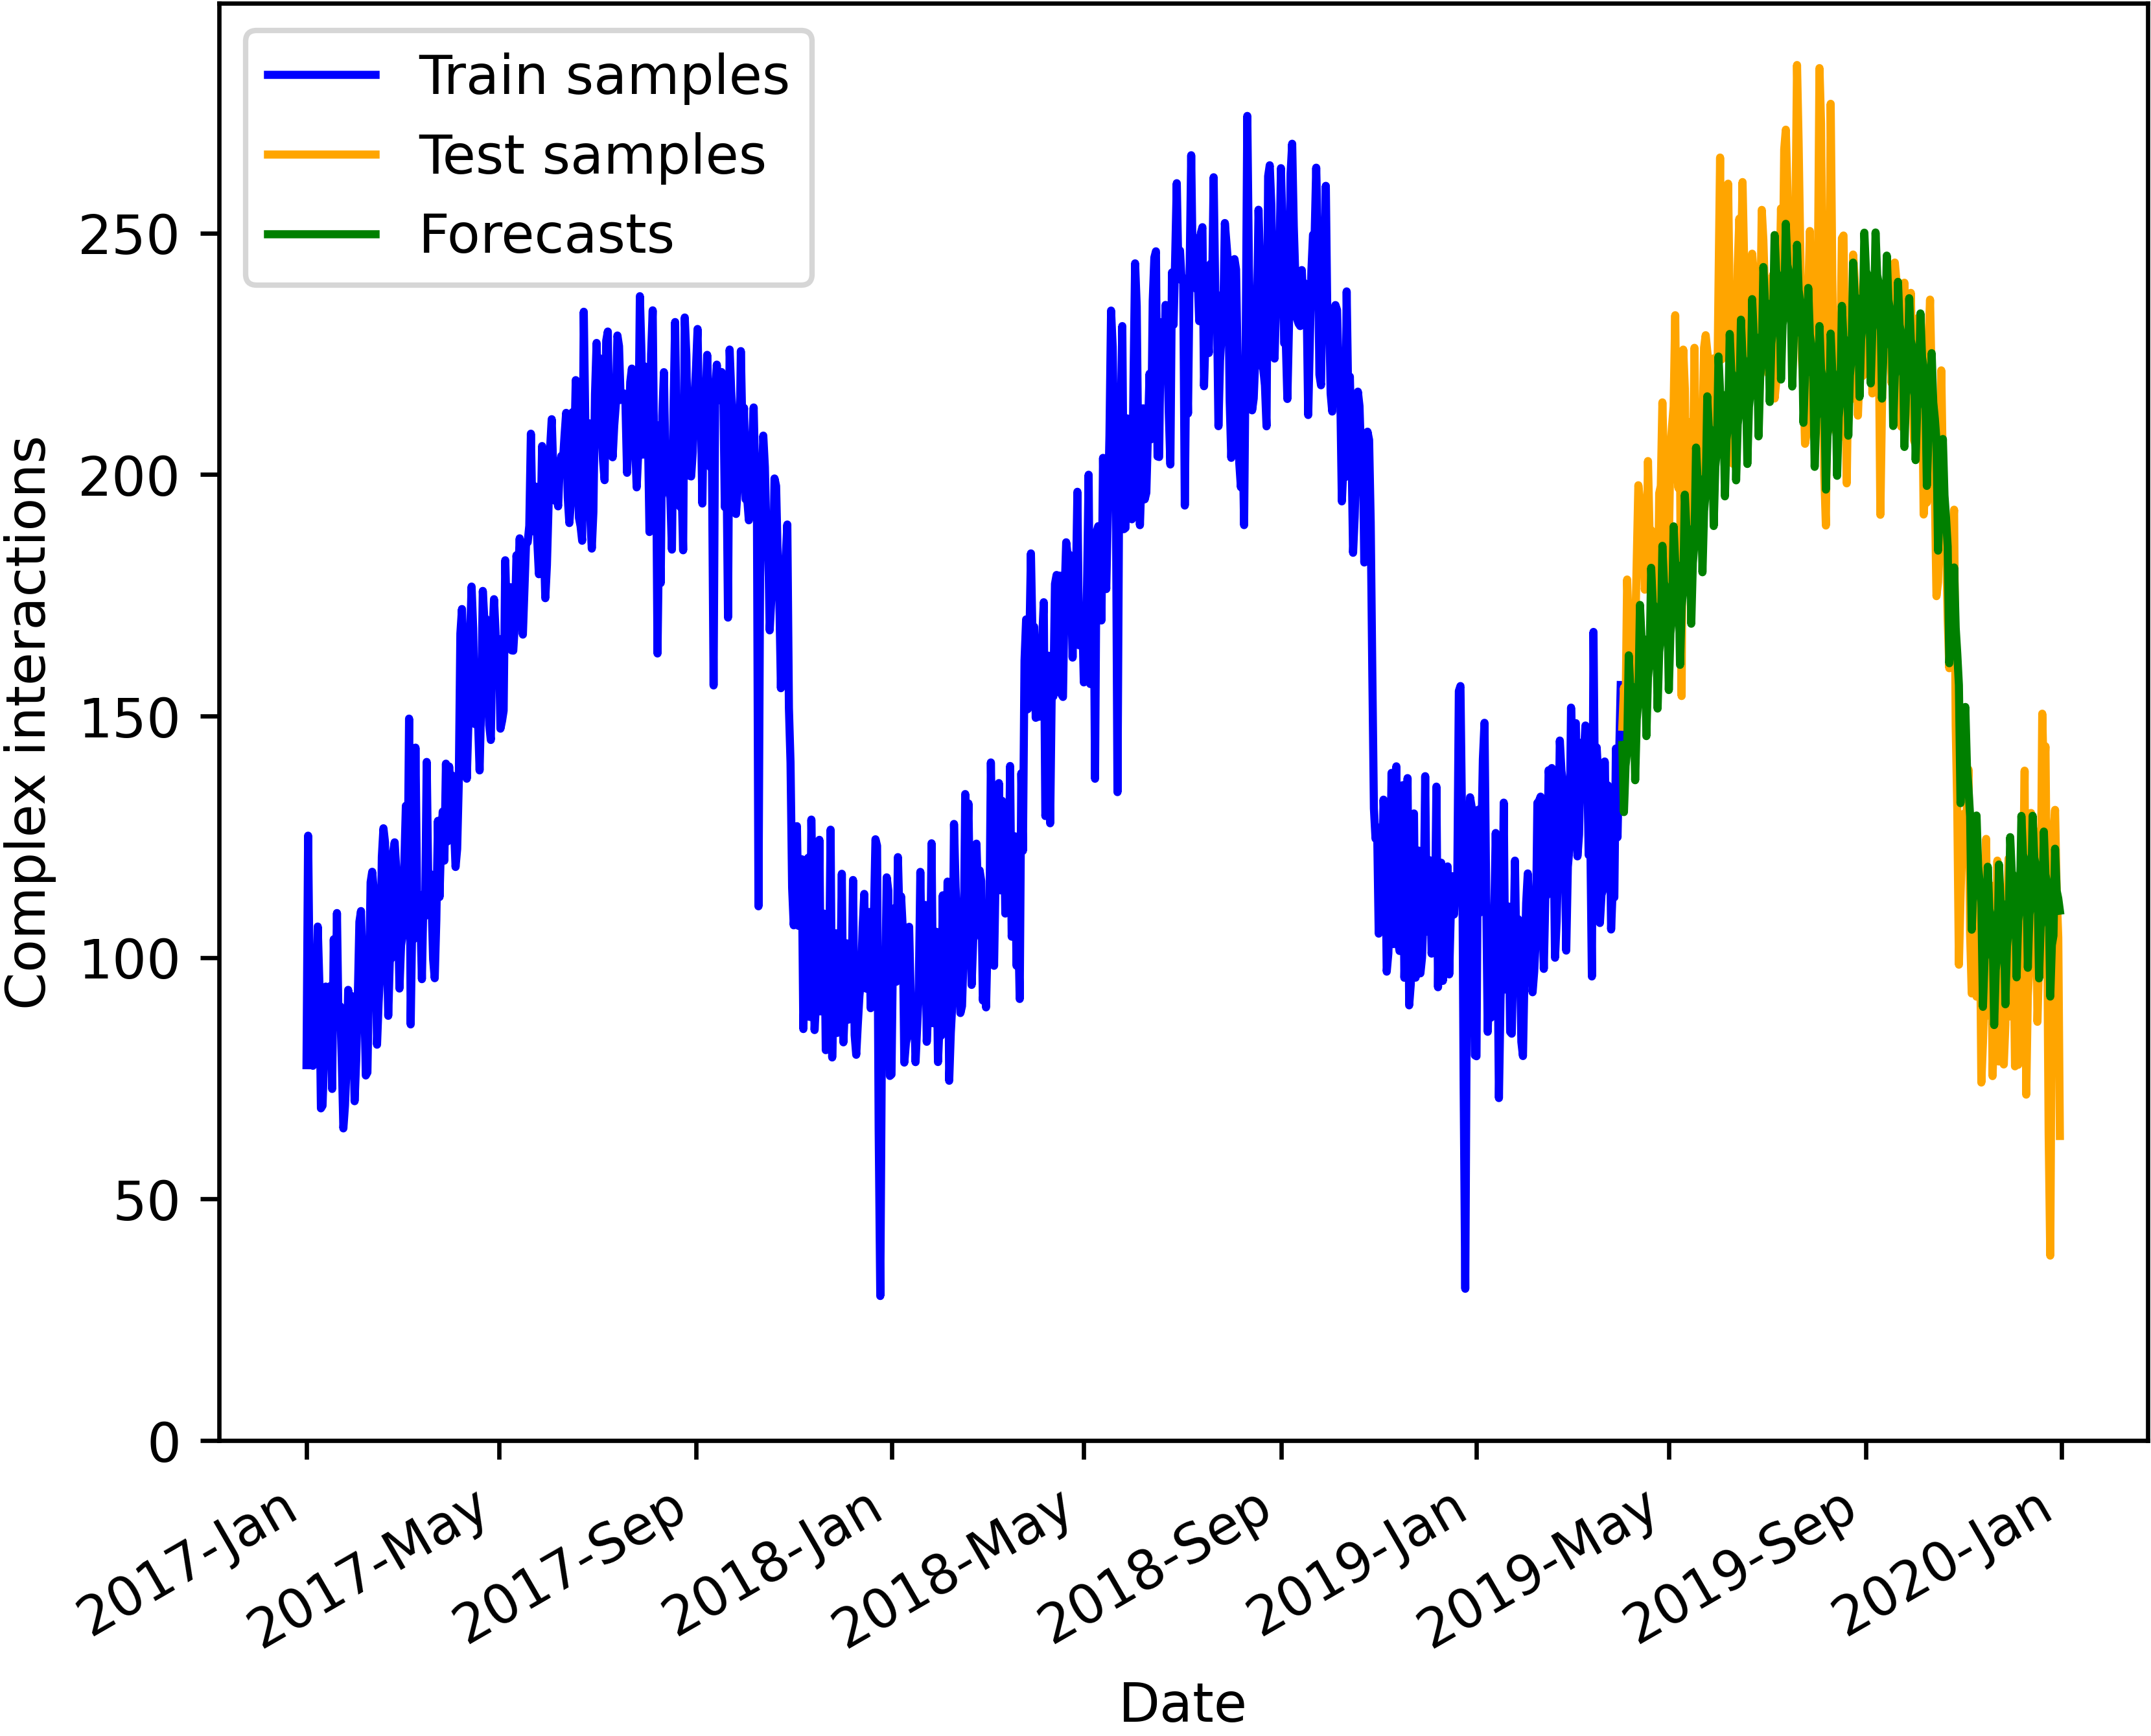 Train samples
Test samples
Forecasts
Complex interactions
250
200
150
100
50
0
2017-Jan
2017-May
2017-Sep
2018-Jan
2018-May
2018-Sep
2019-Jan
2019-May
2019-Sep
2020-Jan
Date